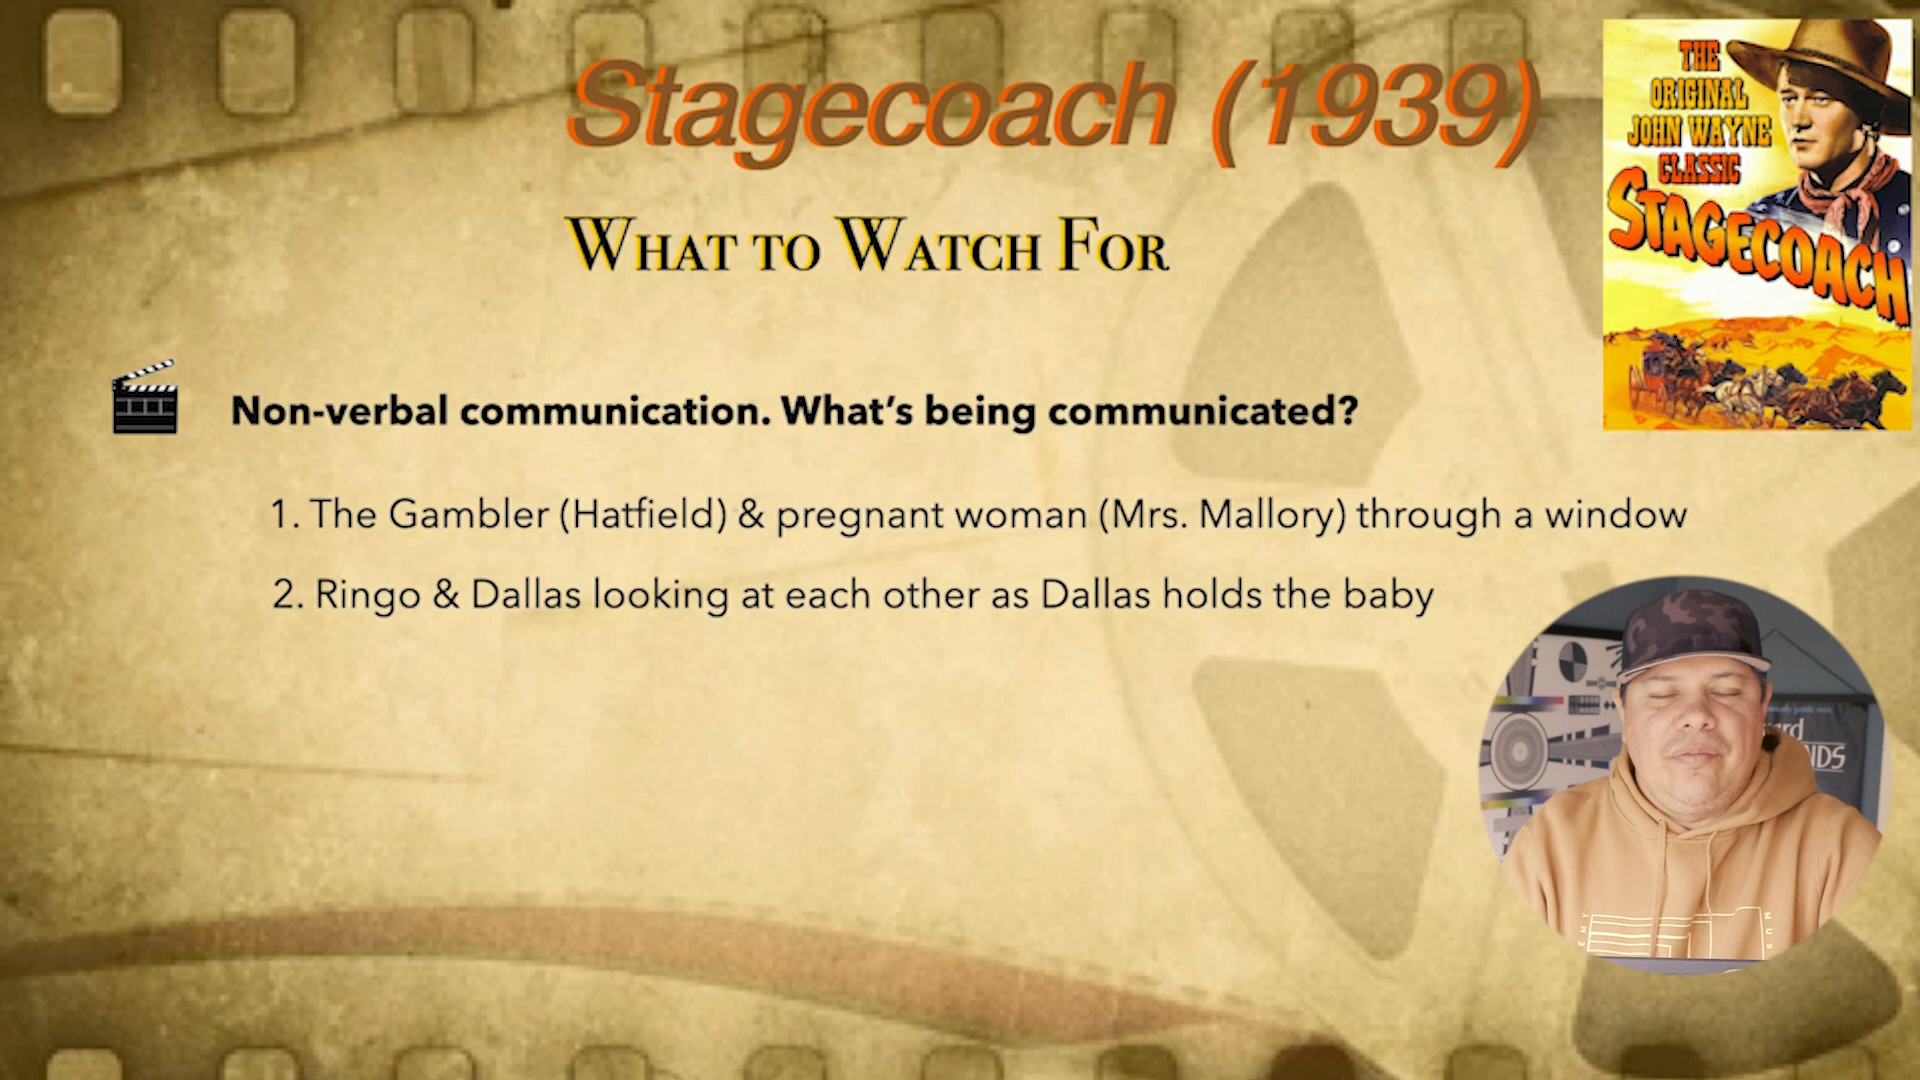 Stagecoach (1939)
THE
ORIGINAL
JOHN WAYNE
CLASSIC
STAGECOACH
WHAT TO WATCH FOR
Non-verbal communication. What's being communicated?
1. The Gambler (Hatfield) & pregnant woman (Mrs. Mallory) through a window
2. Ringo & Dallas looking at each other as Dallas holds the baby